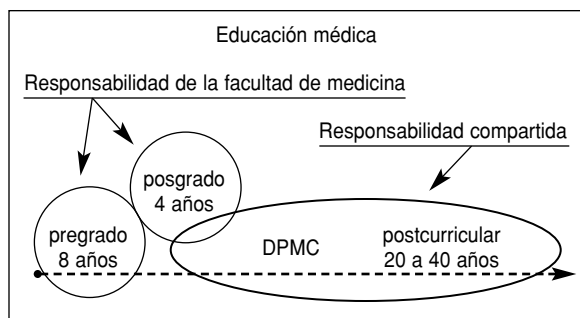 Educación médica
Responsabilidad de la facultad de medicina
Responsabilidad compartida
posgrado
4 años
pregrado
8 años
DPMC
postcurricular
20 a 40 años